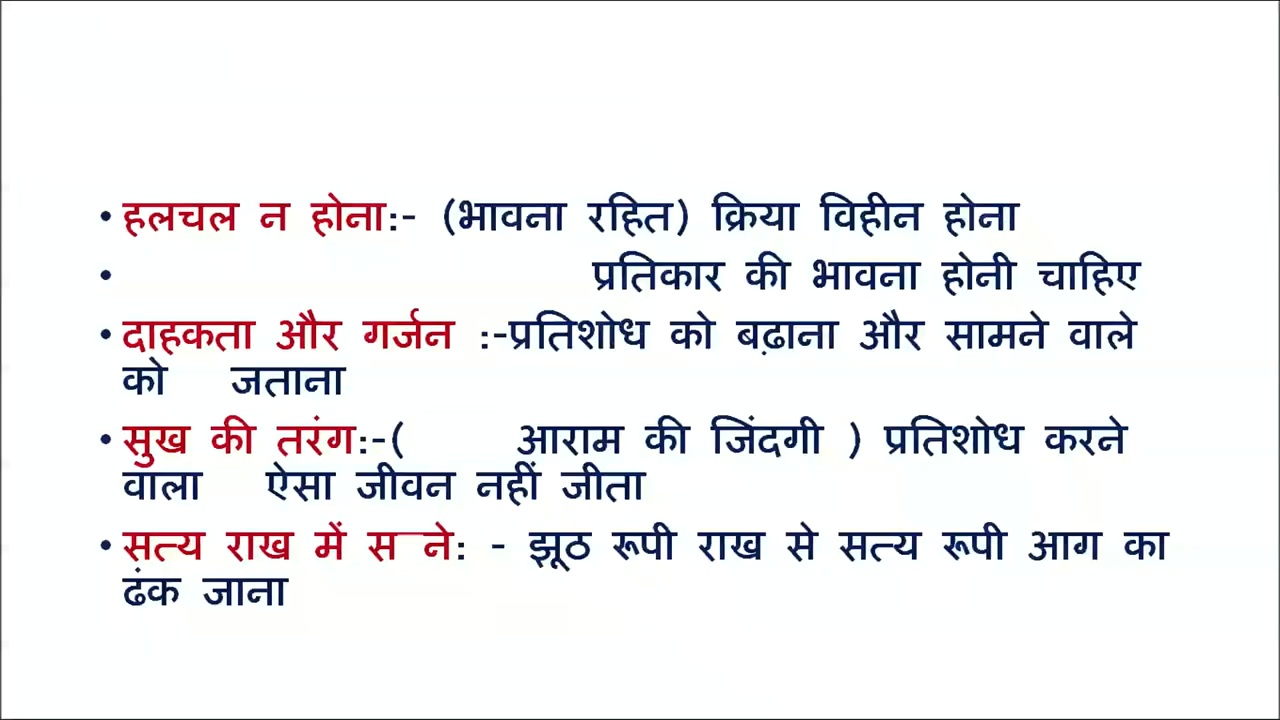 • हलचल न होना:- (भावना रहित) क्रिया विहीन होना
• प्रतिकार की भावना होनी चाहिए
• दाहकता और गर्जन :-प्रतिशोध को बढ़ाना और सामने वाले
को जताना
• सुख की तरंग:-( आराम की जिंदगी ) प्रतिशोध करने
वाला ऐसा जीवन नहीं जीता
• सत्य राख में :- झूठ रूपी राख से सत्य रूपी आग का
ढंक जाना